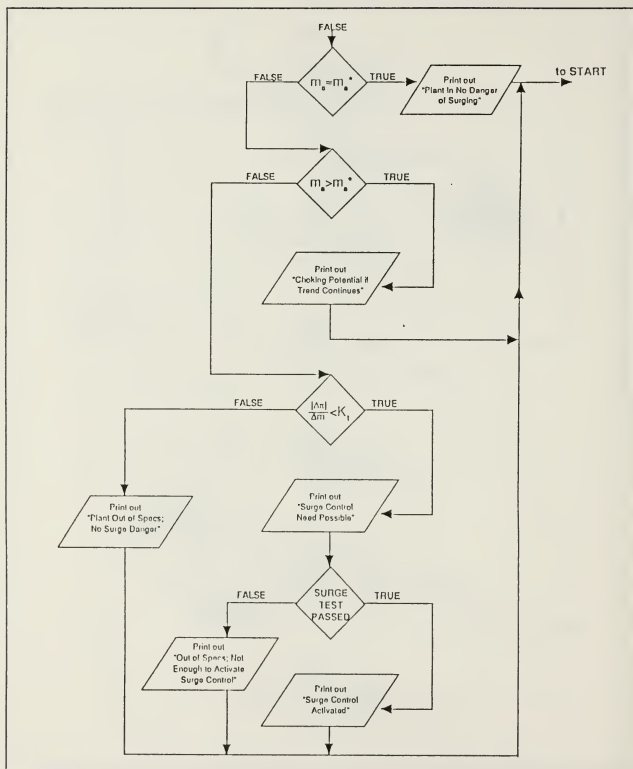 FALSE
to START
FALSE
mₐ=mₐ*
TRUE
Print out
"Plant In No Danger
of Surging"
FALSE
mₐ>mₐ*
TRUE
Print out
"Choking Potential if
Trend Continues"
FALSE
|Δπ|
Δm
<K₁
TRUE
Print out
"Plant Out of Specs;
No Surge Danger"
Print out
"Surge Control
Need Possible"
FALSE
SURGE
TEST
PASSED
TRUE
Print out
"Out of Specs; Not
Enough to Activate
Surge Control"
Print out
"Surge Control
Activated"